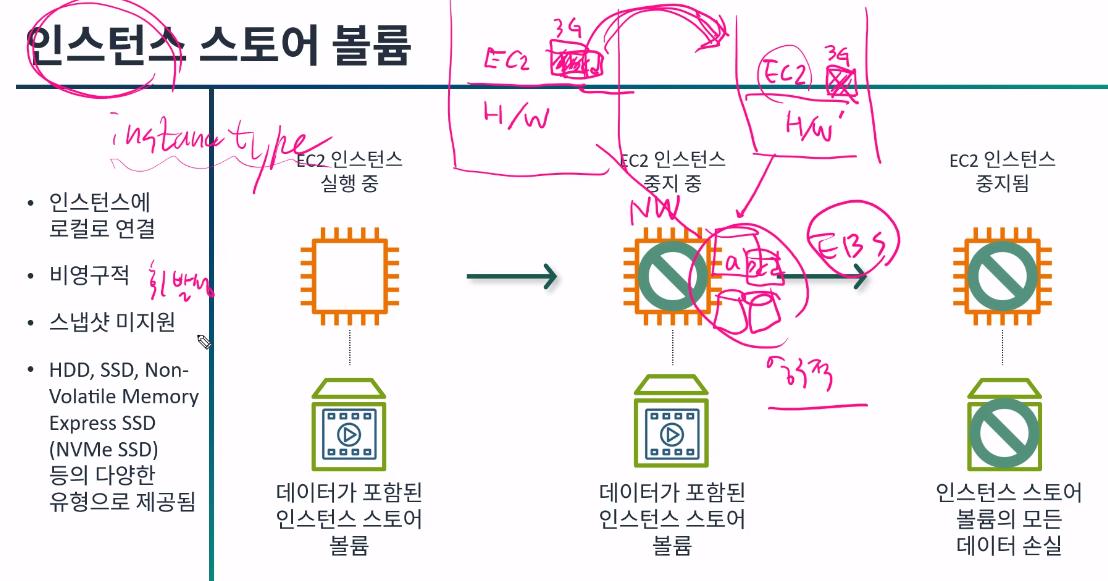 인스턴스 스토어 볼륨
EC2
3G
H/W
EC2
3G
H/W'
instance type
EC2 인스턴스
실행 중
EC2 인스턴스
중지 중
EC2 인스턴스
중지됨
NW
EBS
a
• 인스턴스에
로컬로 연결
• 비영구적
휘발성
• 스냅샷 미지원
• HDD, SSD, Non-
Volatile Memory
Express SSD
(NVMe SSD)
등의 다양한
유형으로 제공됨
영구적
데이터가 포함된
인스턴스 스토어
볼륨
데이터가 포함된
인스턴스 스토어
볼륨
인스턴스 스토어
볼륨의 모든
데이터 손실